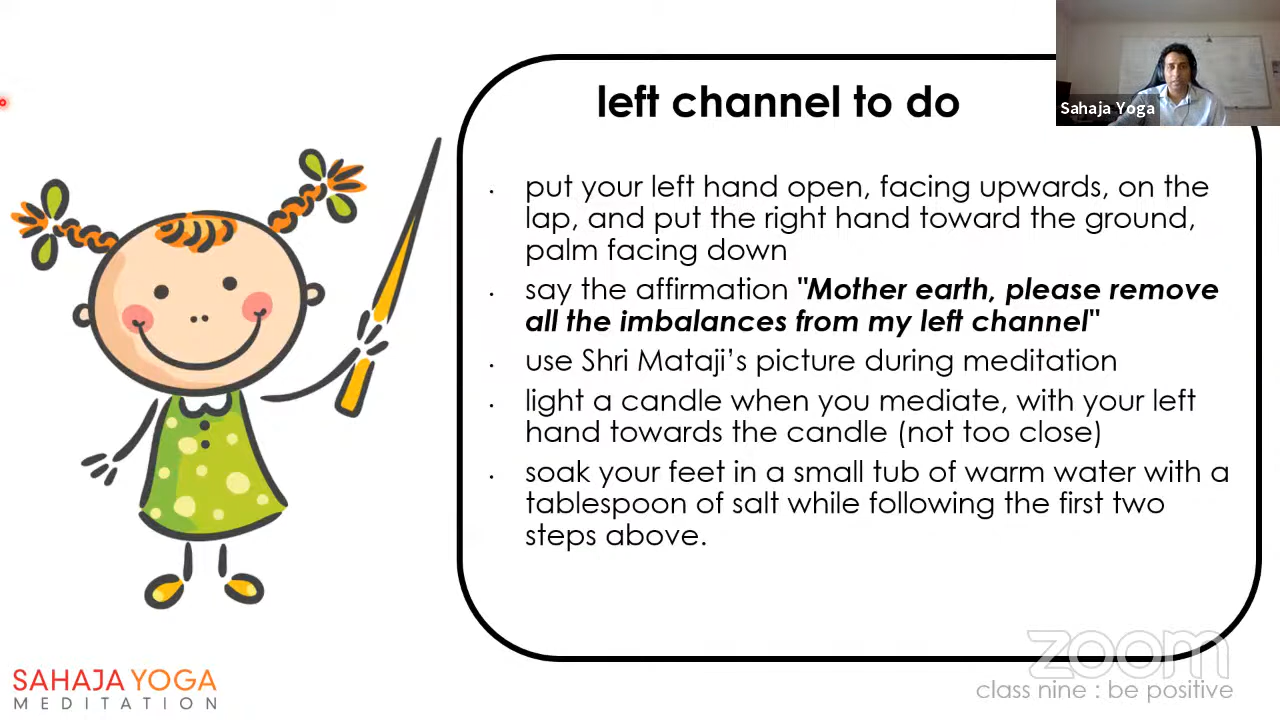 left channel to do
Sahaja Yoga
· put your left hand open, facing upwards, on the
lap, and put the right hand toward the ground,
palm facing down
· say the affirmation "Mother earth, please remove
all the imbalances from my left channel"
· use Shri Mataji’s picture during meditation
· light a candle when you mediate, with your left
hand towards the candle (not too close)
· soak your feet in a small tub of warm water with a
tablespoon of salt while following the first two
steps above.
zoom
SAHAJA YOGA
MEDITATION
class nine : be positive